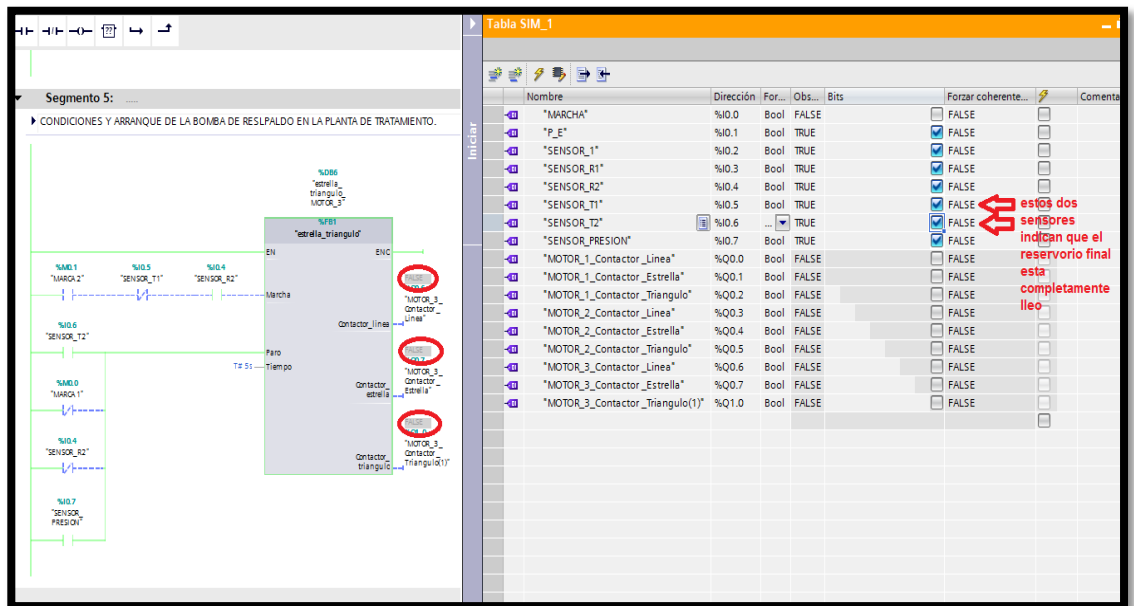 Tabla SIM_1
Segmento 5: .....
CONDICIONES Y ARRANQUE DE LA BOMBA DE RESLPALDO EN LA PLANTA DE TRATAMIENTO.
%DB6
"estrella_
triangulo_
MOTOR_3"
%FB1
"estrella_triangulo"
EN ENO
%M0.1 %I0.5 %I0.4
"MARCA 2" "SENSOR_T1" "SENSOR_R2"
Marcha
FALSE
"MOTOR_3_
Contactor_
Linea"
Contactor_linea
%I0.6
"SENSOR_T2"
Paro
T# 5s Tiempo
FALSE
%Q0.7
"MOTOR_3_
Contactor_
Estrella"
Contactor_
estrella
%M0.0
"MARCA 1"
%I0.4
"SENSOR_R2"
FALSE
%Q1.0
"MOTOR_3_
Contactor_
Triangulo(1)"
Contactor_
triangulo
%I0.7
"SENSOR_
PRESION"
Iniciar
Nombre Dirección For... Obs... Bits Forzar coherente... Comenta
"MARCHA" %I0.0 Bool FALSE FALSE
"P_E" %I0.1 Bool TRUE FALSE
"SENSOR_1" %I0.2 Bool TRUE FALSE
"SENSOR_R1" %I0.3 Bool TRUE FALSE
"SENSOR_R2" %I0.4 Bool TRUE FALSE
"SENSOR_T1" %I0.5 Bool TRUE FALSE
"SENSOR_T2" %I0.6 ... TRUE FALSE
"SENSOR_PRESION" %I0.7 Bool TRUE FALSE
"MOTOR_1_Contactor_Linea" %Q0.0 Bool FALSE FALSE
"MOTOR_1_Contactor_Estrella" %Q0.1 Bool FALSE FALSE
"MOTOR_1_Contactor_Triangulo" %Q0.2 Bool FALSE FALSE
"MOTOR_2_Contactor_Linea" %Q0.3 Bool FALSE FALSE
"MOTOR_2_Contactor_Estrella" %Q0.4 Bool FALSE FALSE
"MOTOR_2_Contactor_Triangulo" %Q0.5 Bool FALSE FALSE
"MOTOR_3_Contactor_Linea" %Q0.6 Bool FALSE FALSE
"MOTOR_3_Contactor_Estrella" %Q0.7 Bool FALSE FALSE
"MOTOR_3_Contactor_Triangulo(1)" %Q1.0 Bool FALSE FALSE
estos dos
sensores
indican que el
reservorio final
esta
completamente
lleo